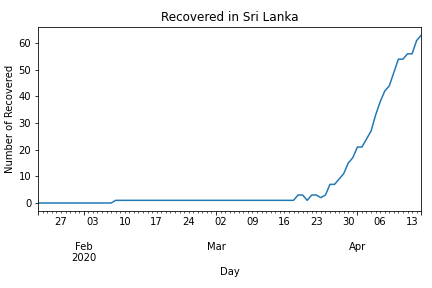 Recovered in Sri Lanka
Number of Recovered
60
50
40
30
20
10
0
27 03 10 17 24 02 09 16 23 30 06 13
Feb Mar Apr
2020
Day